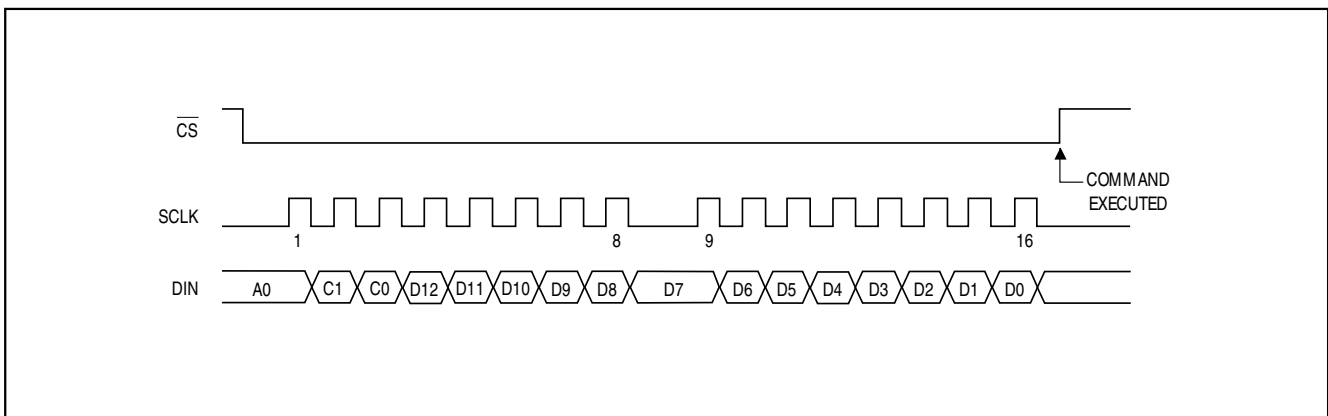 CS
COMMAND
EXECUTED
SCLK
1 8 9 16
DIN A0 C1 C0 D12 D11 D10 D9 D8 D7 D6 D5 D4 D3 D2 D1 D0